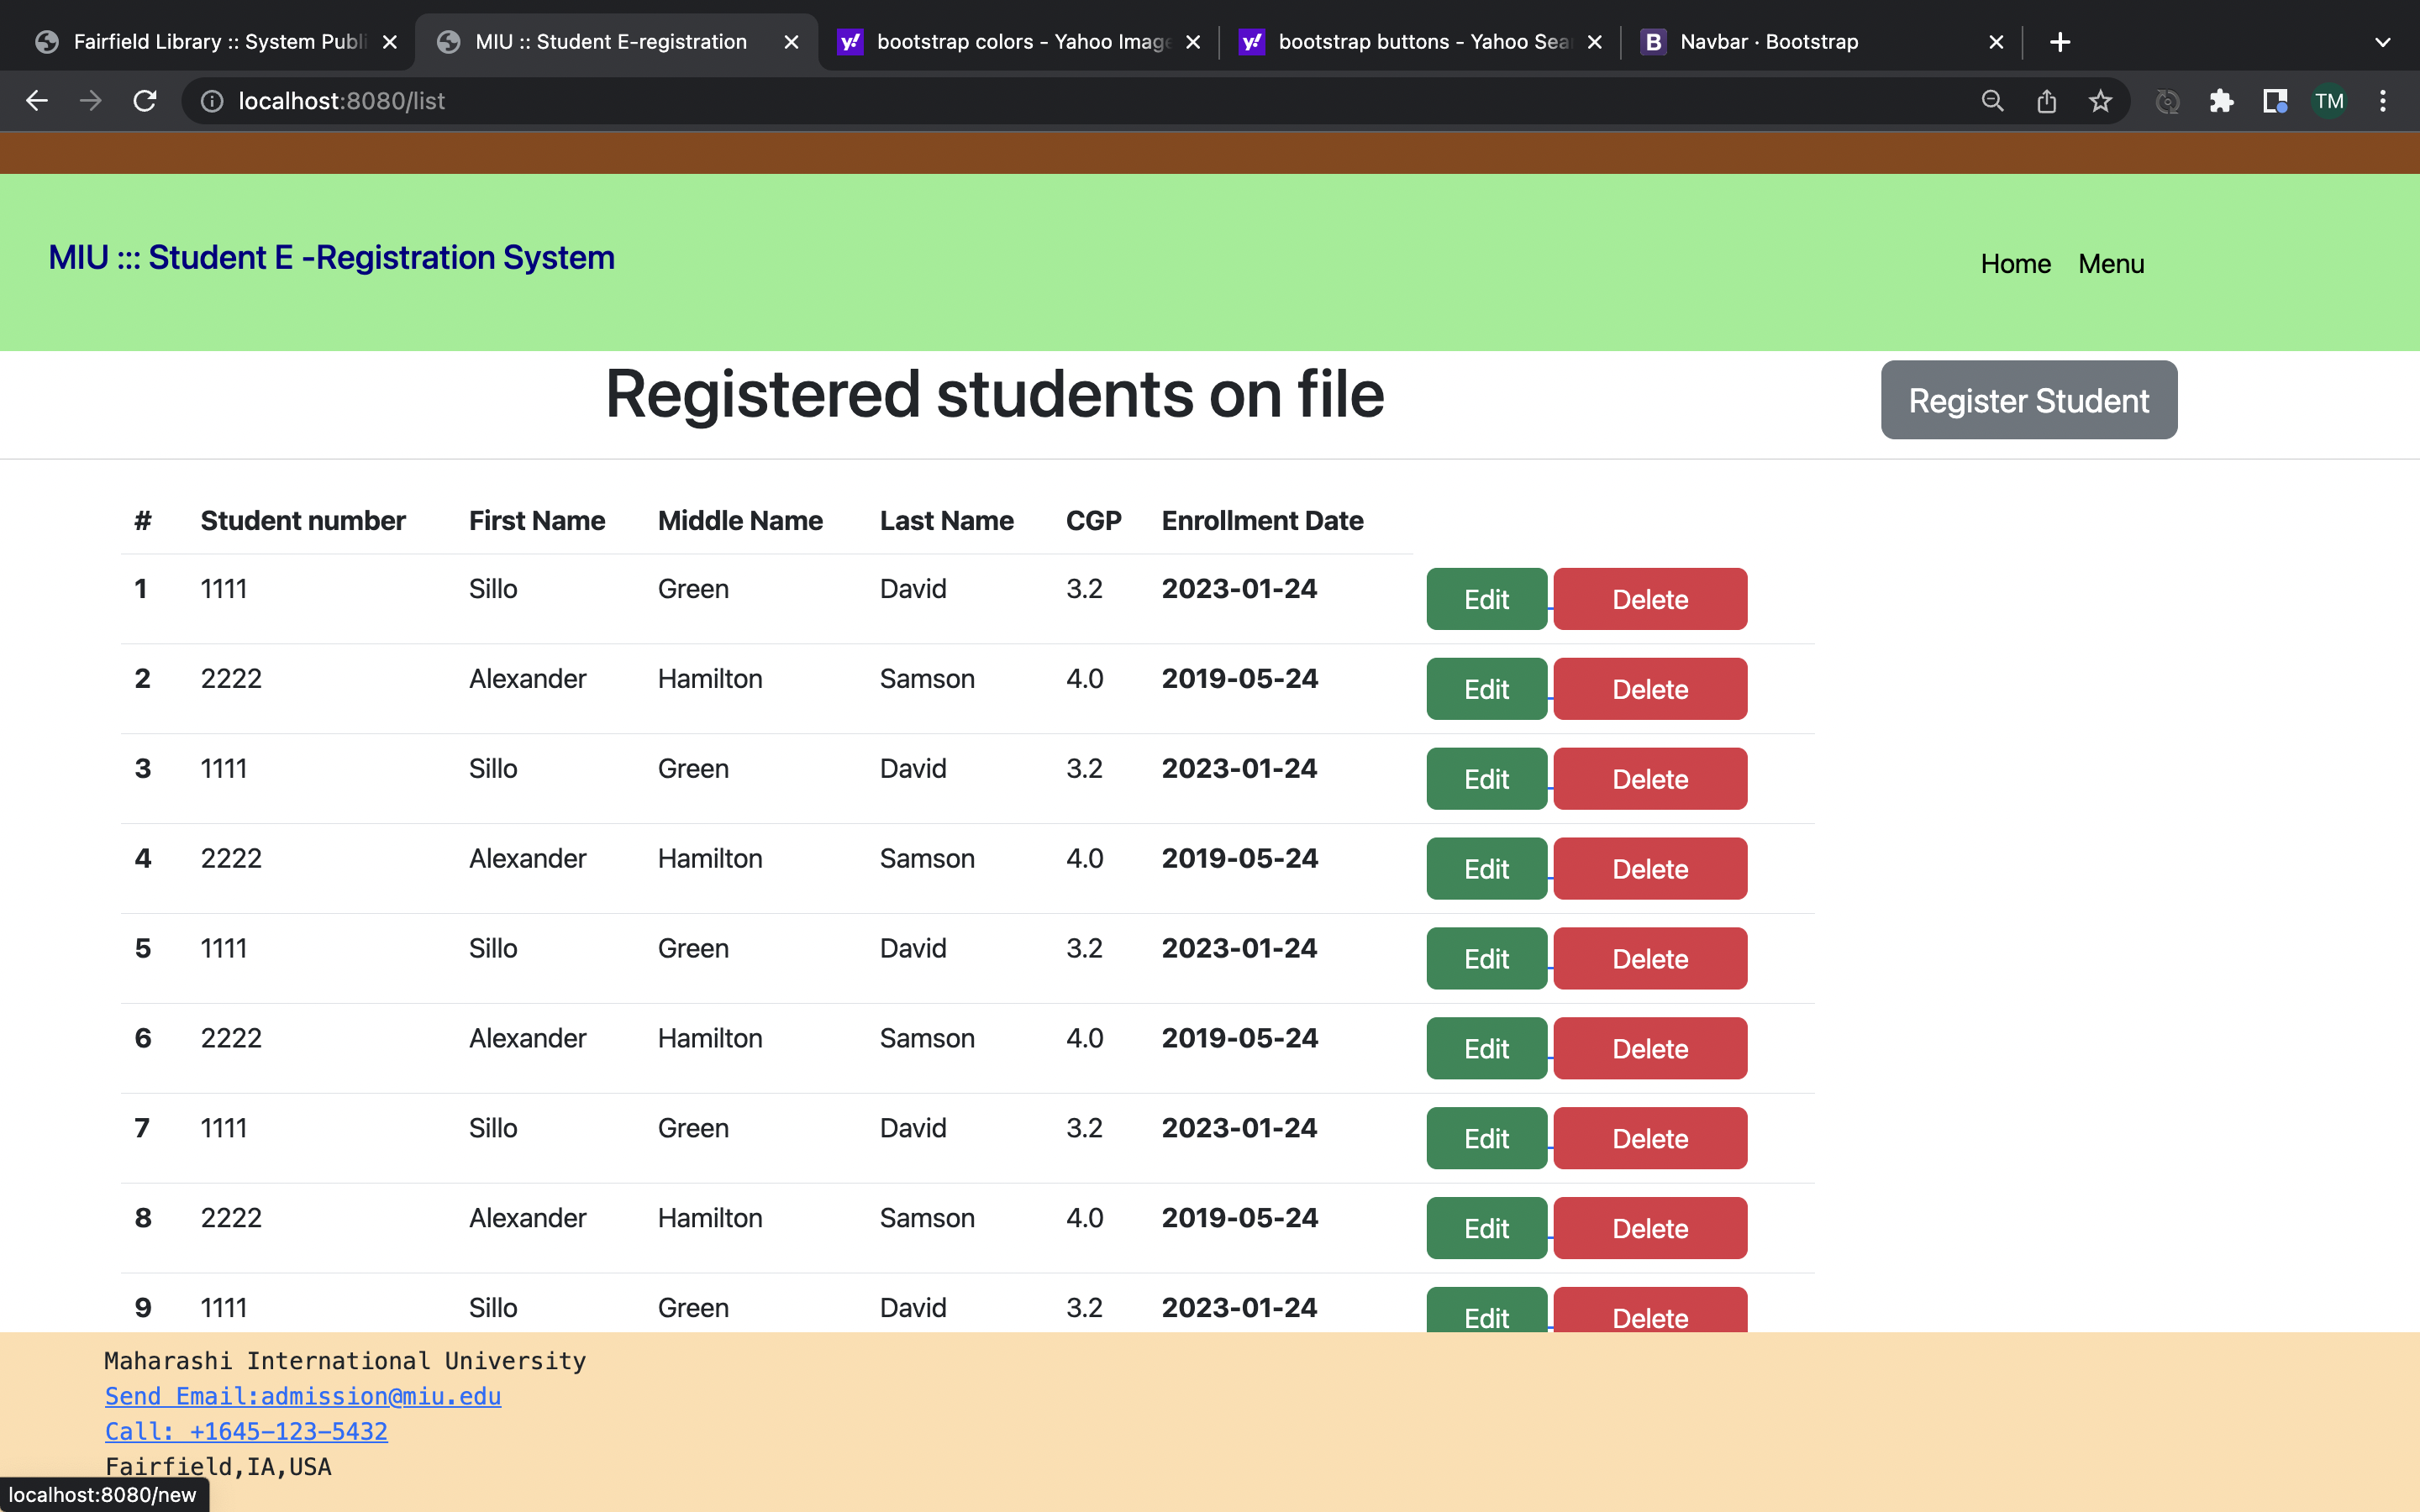 Fairfield Library :: System Publi
MIU :: Student E-registration
bootstrap colors - Yahoo Image
bootstrap buttons - Yahoo Sea
Navbar · Bootstrap
localhost:8080/list
TM
MIU ::: Student E -Registration System
Home Menu
Registered students on file
Register Student
# Student number First Name Middle Name Last Name CGP Enrollment Date
1 1111 Sillo Green David 3.2 2023-01-24 Edit Delete
2 2222 Alexander Hamilton Samson 4.0 2019-05-24 Edit Delete
3 1111 Sillo Green David 3.2 2023-01-24 Edit Delete
4 2222 Alexander Hamilton Samson 4.0 2019-05-24 Edit Delete
5 1111 Sillo Green David 3.2 2023-01-24 Edit Delete
6 2222 Alexander Hamilton Samson 4.0 2019-05-24 Edit Delete
7 1111 Sillo Green David 3.2 2023-01-24 Edit Delete
8 2222 Alexander Hamilton Samson 4.0 2019-05-24 Edit Delete
9 1111 Sillo Green David 3.2 2023-01-24 Edit Delete
Maharashi International University
Send Email:admission@miu.edu
Call: +1645-123-5432
Fairfield,IA,USA
localhost:8080/new